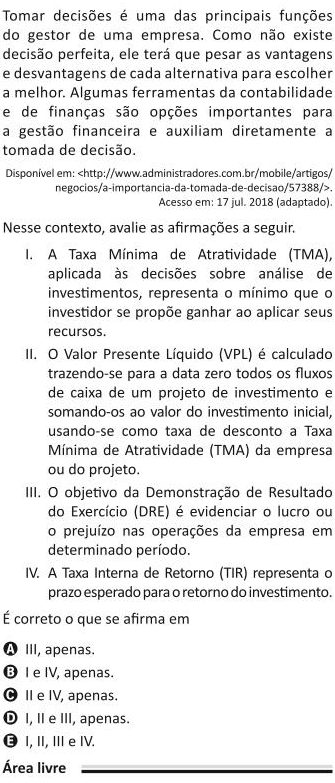 Tomar decisões é uma das principais funções
do gestor de uma empresa. Como não existe
decisão perfeita, ele terá que pesar as vantagens
e desvantagens de cada alternativa para escolher
a melhor. Algumas ferramentas da contabilidade
e de finanças são opções importantes para
a gestão financeira e auxiliam diretamente a
tomada de decisão.
Disponível em: <http://www.administradores.com.br/mobile/artigos/
negocios/a-importancia-da-tomada-de-decisao/57388/>.
Acesso em: 17 jul. 2018 (adaptado).
Nesse contexto, avalie as afirmações a seguir.
I. A Taxa Mínima de Atratividade (TMA),
aplicada às decisões sobre análise de
investimentos, representa o mínimo que o
investidor se propõe ganhar ao aplicar seus
recursos.
II. O Valor Presente Líquido (VPL) é calculado
trazendo-se para a data zero todos os fluxos
de caixa de um projeto de investimento e
somando-os ao valor do investimento inicial,
usando-se como taxa de desconto a Taxa
Mínima de Atratividade (TMA) da empresa
ou do projeto.
III. O objetivo da Demonstração de Resultado
do Exercício (DRE) é evidenciar o lucro ou
o prejuízo nas operações da empresa em
determinado período.
IV. A Taxa Interna de Retorno (TIR) representa o
prazo esperado para o retorno do investimento.
É correto o que se afirma em
A III, apenas.
B I e IV, apenas.
C II e IV, apenas.
D I, II e III, apenas.
E I, II, III e IV.
Área livre